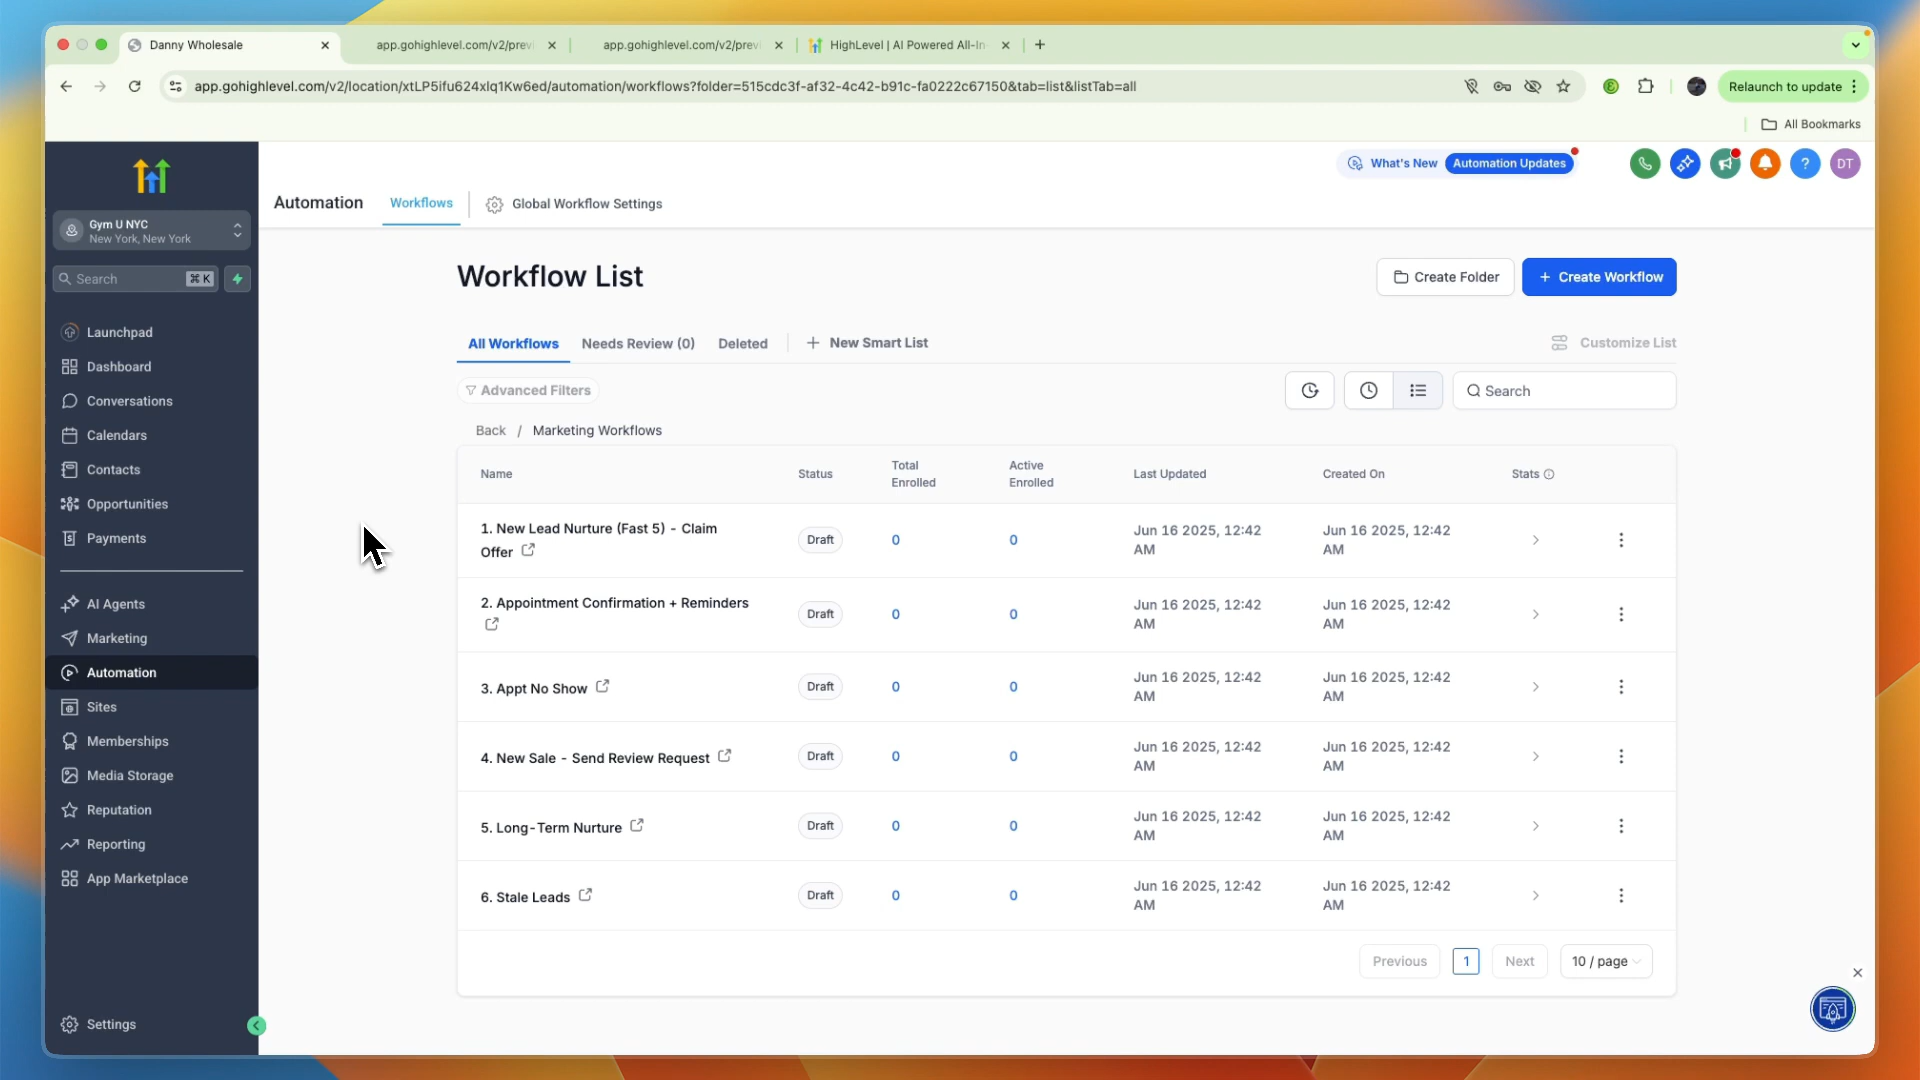 Danny Wholesale
app.gohighlevel.com/v2/previ
app.gohighlevel.com/v2/previ
HighLevel | AI Powered All-In
app.gohighlevel.com/v2/location/xtLP5ifu624xlq1Kw6ed/automation/workflows?folder=515cdc3f-af32-4c42-b91c-fa0222c67150&tab=list&listTab=all
Relaunch to update
All Bookmarks
What's New
Automation Updates
DT
Automation
Workflows
Global Workflow Settings
Gym U NYC
New York, New York
Search
⌘ K
Launchpad
Dashboard
Conversations
Calendars
Contacts
Opportunities
Payments
AI Agents
Marketing
Automation
Sites
Memberships
Media Storage
Reputation
Reporting
App Marketplace
Settings
Workflow List
Create Folder
+ Create Workflow
All Workflows
Needs Review (0)
Deleted
+ New Smart List
Customize List
Advanced Filters
Search
Back / Marketing Workflows
Name
Status
Total
Enrolled
Active
Enrolled
Last Updated
Created On
Stats
1. New Lead Nurture (Fast 5) - Claim
Offer
Draft
0
0
Jun 16 2025, 12:42
AM
Jun 16 2025, 12:42
AM
2. Appointment Confirmation + Reminders
Draft
0
0
Jun 16 2025, 12:42
AM
Jun 16 2025, 12:42
AM
3. Appt No Show
Draft
0
0
Jun 16 2025, 12:42
AM
Jun 16 2025, 12:42
AM
4. New Sale - Send Review Request
Draft
0
0
Jun 16 2025, 12:42
AM
Jun 16 2025, 12:42
AM
5. Long-Term Nurture
Draft
0
0
Jun 16 2025, 12:42
AM
Jun 16 2025, 12:42
AM
6. Stale Leads
Draft
0
0
Jun 16 2025, 12:42
AM
Jun 16 2025, 12:42
AM
Previous
1
Next
10 / page